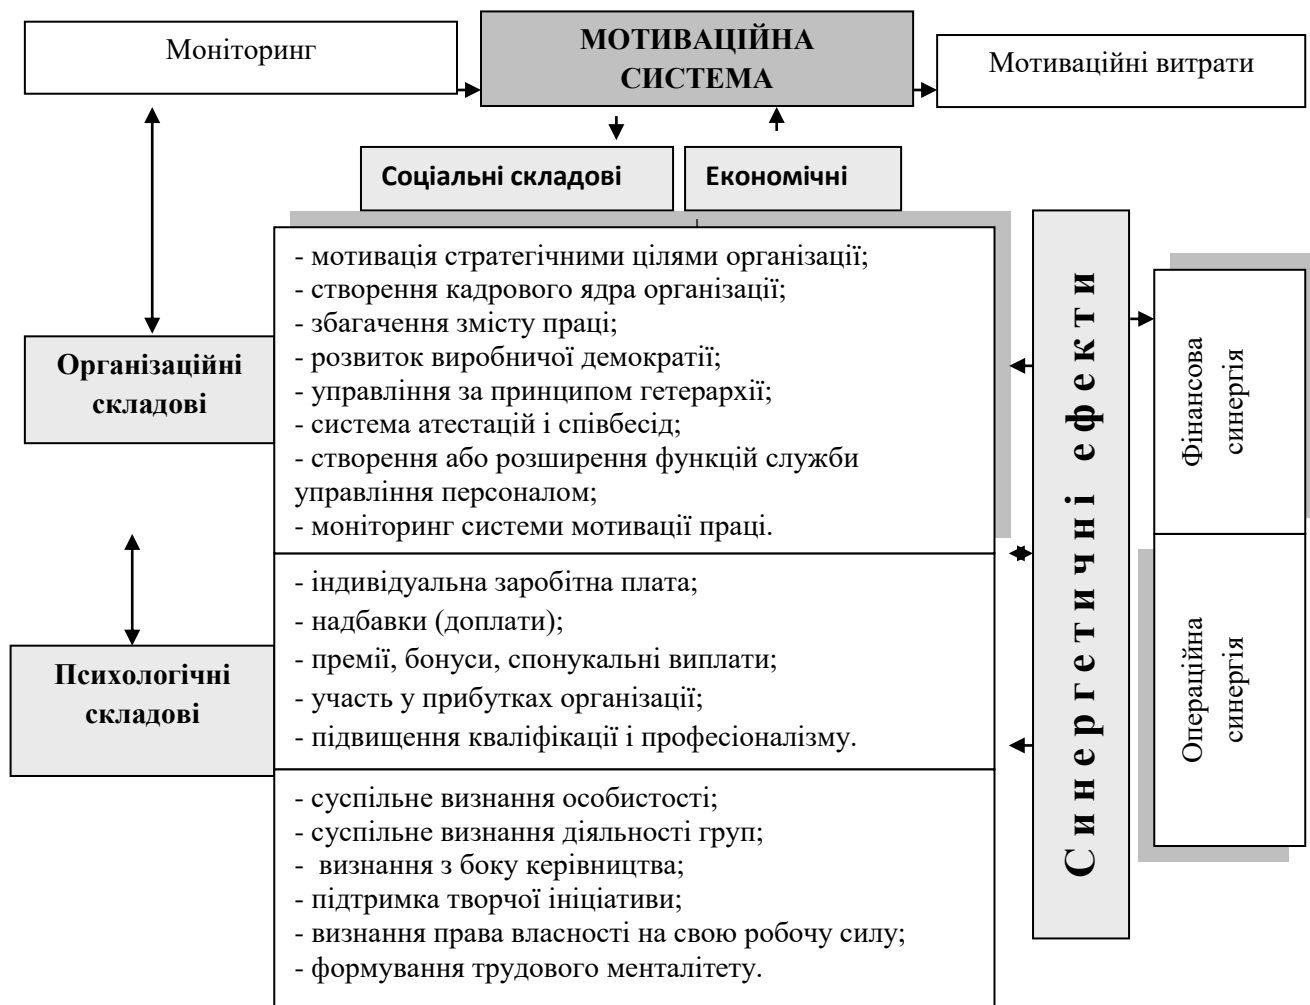 Моніторинг
МОТИВАЦІЙНА
СИСТЕМА
Мотиваційні витрати
Соціальні складові
Економічні
Організаційні
складові
- мотивація стратегічними цілями організації;
- створення кадрового ядра організації;
- збагачення змісту праці;
- розвиток виробничої демократії;
- управління за принципом гетерархії;
- система атестацій і співбесід;
- створення або розширення функцій служби
управління персоналом;
- моніторинг системи мотивації праці.
Психологічні
складові
- індивідуальна заробітна плата;
- надбавки (доплати);
- премії, бонуси, спонукальні виплати;
- участь у прибутках організації;
- підвищення кваліфікації і професіоналізму.
- суспільне визнання особистості;
- суспільне визнання діяльності груп;
- визнання з боку керівництва;
- підтримка творчої ініціативи;
- визнання права власності на свою робочу силу;
- формування трудового менталітету.
Синергетичні ефекти
Фінансова
синергія
Операційна
синергія